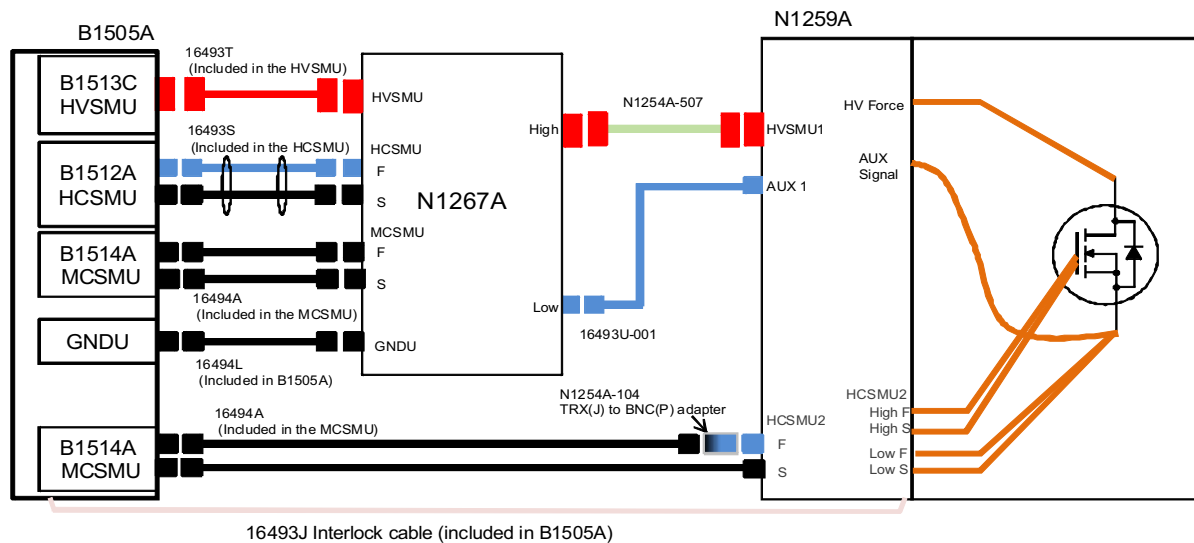 B1505A
N1259A
16493T
(Included in the HVSMU)
B1513C
HVSMU
HVSMU
N1254A-507
HV Force
High
HVSMU1
16493S
(Included in the HCSMU)
HCSMU
F
S
B1512A
HCSMU
N1267A
AUX 1
AUX
Signal
B1514A
MCSMU
MCSMU
F
S
16494A
(Included in the MCSMU)
Low
16493U-001
GNDU
GNDU
16494L
(Included in B1505A)
N1254A-104
TRX(J) to BNC(P) adapter
16494A
(Included in the MCSMU)
B1514A
MCSMU
HCSMU2
F
S
HCSMU2
High F
High S
Low F
Low S
16493J Interlock cable (included in B1505A)